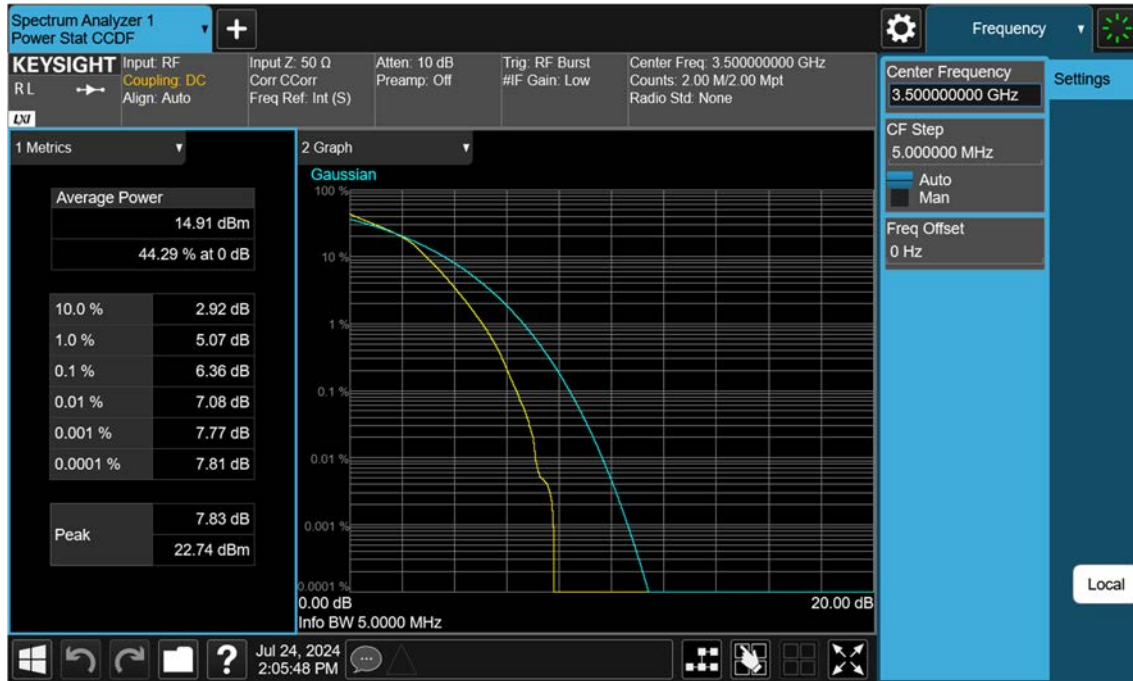 Spectrum Analyzer 1
Power Stat CCDF
+
Frequency
KEYSIGHT
RL
LXI
Input: RF
Coupling: DC
Align: Auto
Input Z: 50 Ω
Corr CCorr
Freq Ref: Int (S)
Atten: 10 dB
Preamp: Off
Trig: RF Burst
#IF Gain: Low
Center Freq: 3.500000000 GHz
Counts: 2.00 M/2.00 Mpt
Radio Std: None
Center Frequency
3.500000000 GHz
Settings
CF Step
5.000000 MHz
Auto
Man
Freq Offset
0 Hz
1 Metrics
Average Power
14.91 dBm
44.29 % at 0 dB
10.0 % 2.92 dB
1.0 % 5.07 dB
0.1 % 6.36 dB
0.01 % 7.08 dB
0.001 % 7.77 dB
0.0001 % 7.81 dB
Peak
7.83 dB
22.74 dBm
2 Graph
Gaussian
100 %
10 %
1 %
0.1 %
0.01 %
0.001 %
0.0001 %
0.00 dB 20.00 dB
Info BW 5.0000 MHz
Local
?
Jul 24, 2024
2:05:48 PM